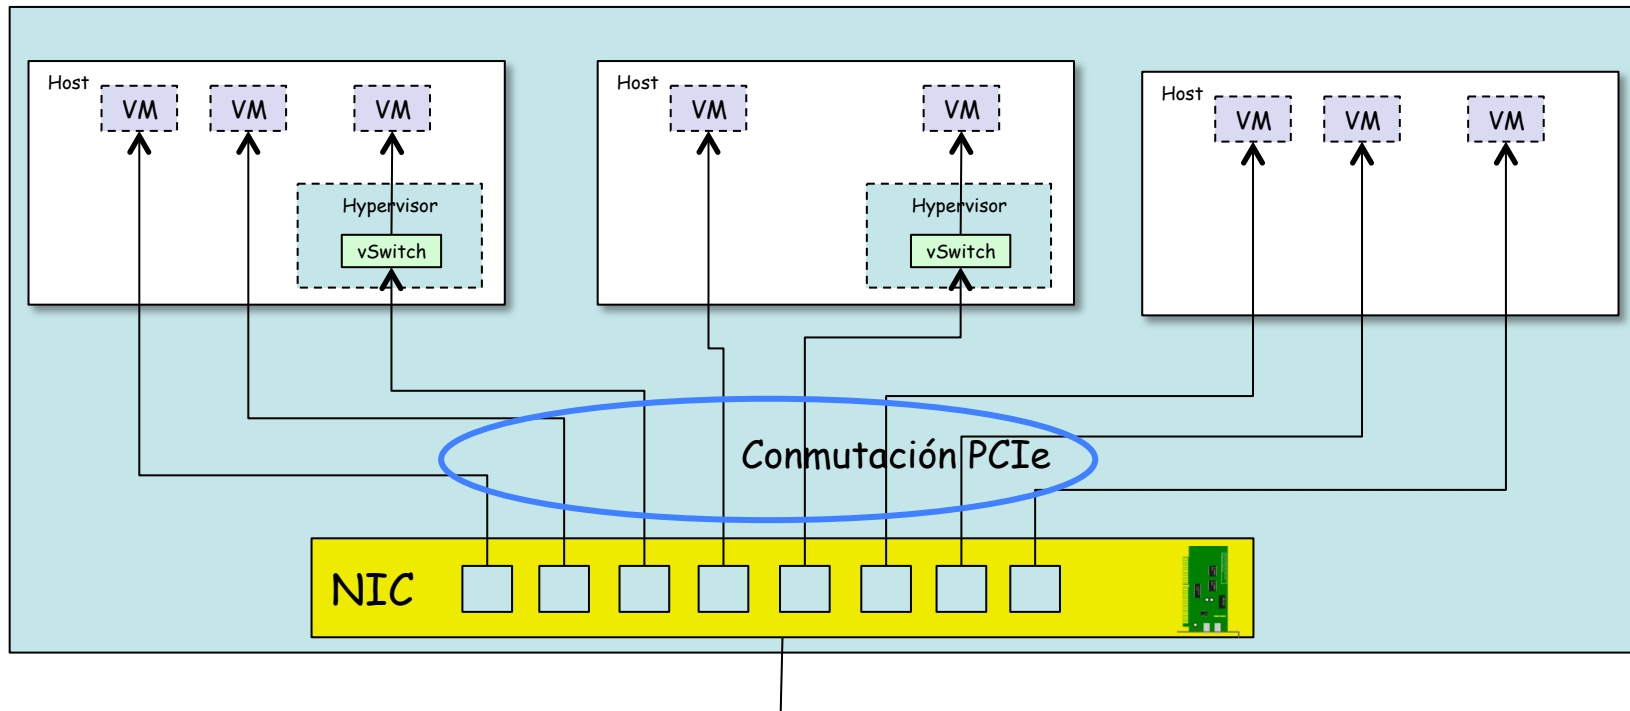 Host
VM
VM
VM
Hypervisor
vSwitch
Host
VM
VM
Hypervisor
vSwitch
Host
VM
VM
VM
Conmutación PCIe
NIC